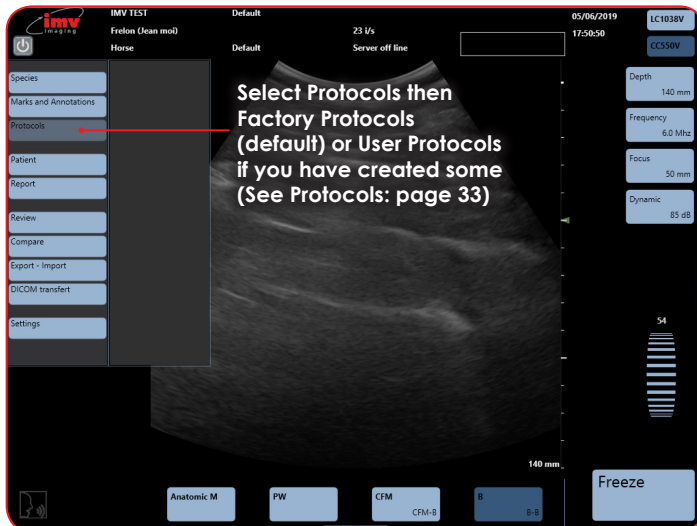 imv
imaging
IMV TEST
Default
05/06/2019
LC1038V
Frelon (Jean moi)
23 i/s
17:50:50
Horse
Default
Server off line
CC550V
Species
Marks and Annotations
Protocols
Patient
Report
Review
Compare
Export - Import
DICOM transfert
Settings
Select Protocols then
Factory Protocols
(default) or User Protocols
if you have created some
(See Protocols: page 33)
Depth
140 mm
Frequency
6.0 Mhz
Focus
50 mm
Dynamic
85 dB
54
140 mm
Anatomic M
PW
CFM
CFM-B
B
B-B
Freeze